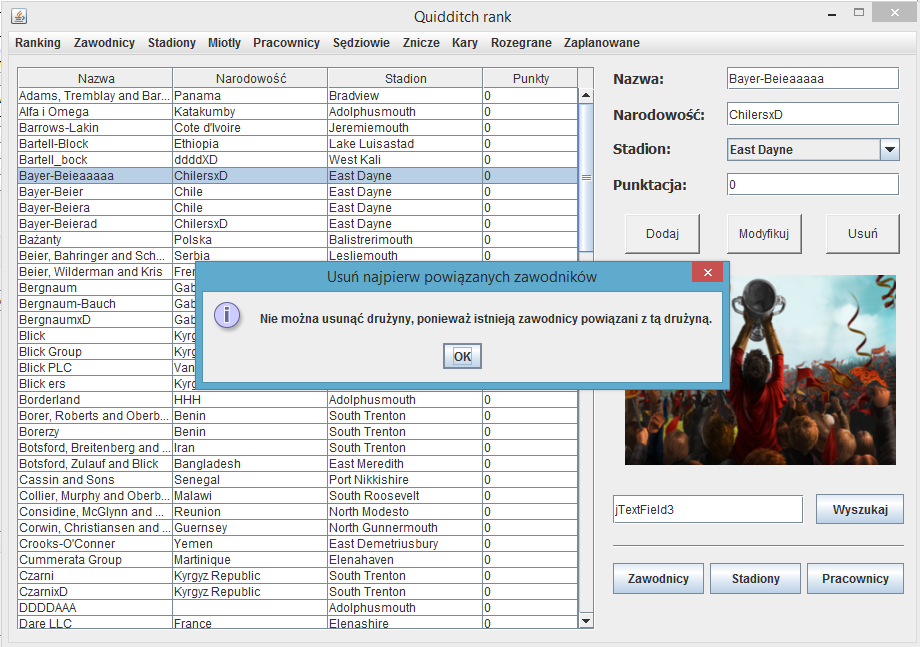 Quidditch rank
Ranking Zawodnicy Stadiony Miotly Pracownicy Sędziowie Znicze Kary Rozegrane Zaplanowane
Nazwa Narodowość Stadion Punkty
Adams, Tremblay and Bar... Panama Bradview 0
Alfa i Omega Katakumby Adolphusmouth 0
Barrows-Lakin Cote d'Ivoire Jeremiemouth 0
Bartell-Block Ethiopia Lake Luisastad 0
Bartell_bock ddddXD West Kali 0
Bayer-Beieaaaaa ChilersxD East Dayne 0
Bayer-Beier Chile East Dayne 0
Bayer-Beiera Chile East Dayne 0
Bayer-Beierad ChilersxD East Dayne 0
Bażanty Polska Balistrerimouth 0
Beier, Bahringer and Sch... Serbia Lesliemouth 0
Beier, Wilderman and Kris Fren
Bergnaum Gab
Bergnaum-Bauch Gab
BergnaumxD Gab
Blick Kyrg
Blick Group Kyrg
Blick PLC Van
Blick ers Kyrg
Borderland HHH Adolphusmouth 0
Borer, Roberts and Oberb... Benin South Trenton 0
Borerzy Benin South Trenton 0
Botsford, Breitenberg and ... Iran South Trenton 0
Botsford, Zulauf and Blick Bangladesh East Meredith 0
Cassin and Sons Senegal Port Nikkishire 0
Collier, Murphy and Oberb... Malawi South Roosevelt 0
Considine, McGlynn and ... Reunion North Modesto 0
Corwin, Christiansen and ... Guernsey North Gunnermouth 0
Crooks-O'Conner Yemen East Demetriusbury 0
Cummerata Group Martinique Elenahaven 0
Czarni Kyrgyz Republic South Trenton 0
CzarnixD Kyrgyz Republic South Trenton 0
DDDDAAA Adolphusmouth 0
Dare LLC France Elenashire 0
Nazwa: Bayer-Beieaaaaa
Narodowość: ChilersxD
Stadion: East Dayne
Punktacja: 0
Dodaj Modyfikuj Usuń
Usuń najpierw powiązanych zawodników
Nie można usunąć drużyny, ponieważ istnieją zawodnicy powiązani z tą drużyną.
OK
jTextField3 Wyszukaj
Zawodnicy Stadiony Pracownicy